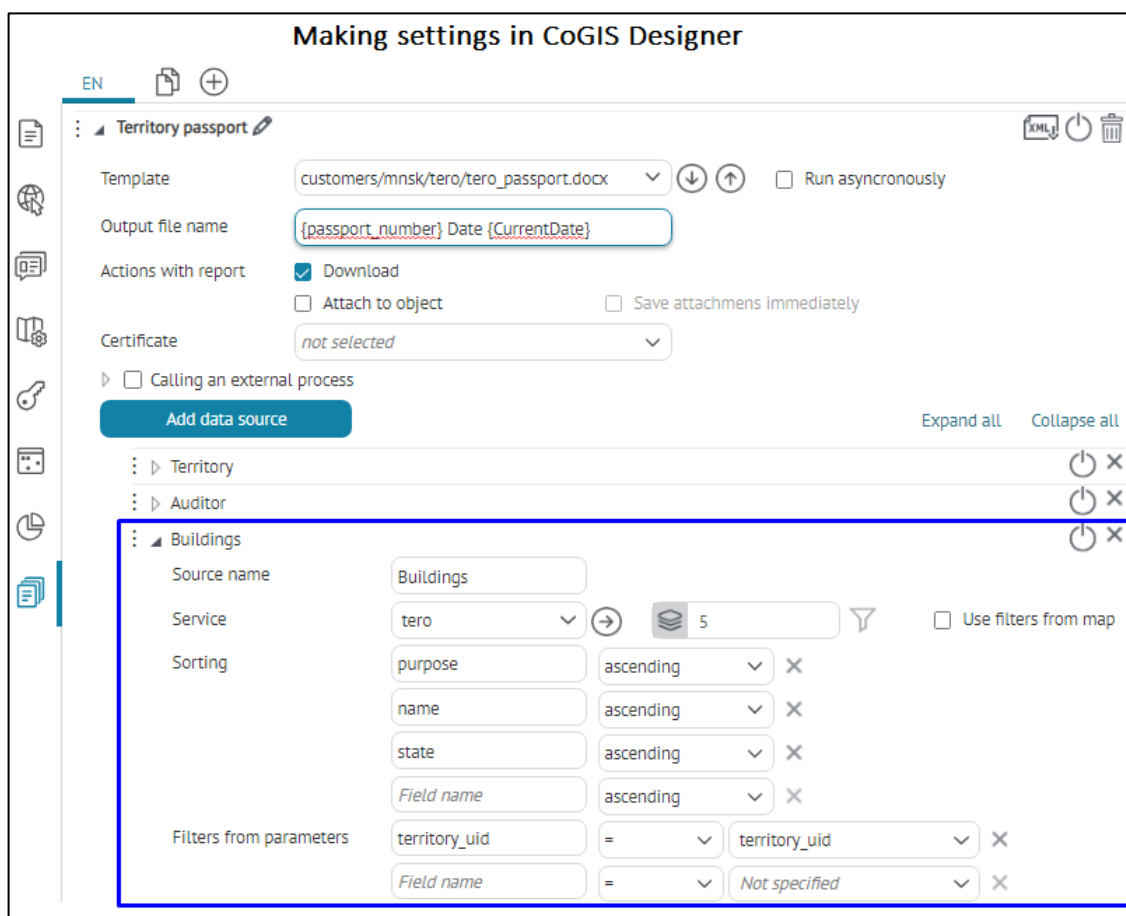 Making settings in CoGIS Designer
EN
Territory passport
XML
Template customers/mnsk/tero/tero_passport.docx Run asyncronously
Output file name {passport_number} Date {CurrentDate}
Actions with report Download
Attach to object Save attachmens immediately
Certificate not selected
Calling an external process
Add data source Expand all Collapse all
Territory
Auditor
Buildings
Source name Buildings
Service tero 5 Use filters from map
Sorting purpose ascending
name ascending
state ascending
Field name ascending
Filters from parameters territory_uid = territory_uid
Field name = Not specified